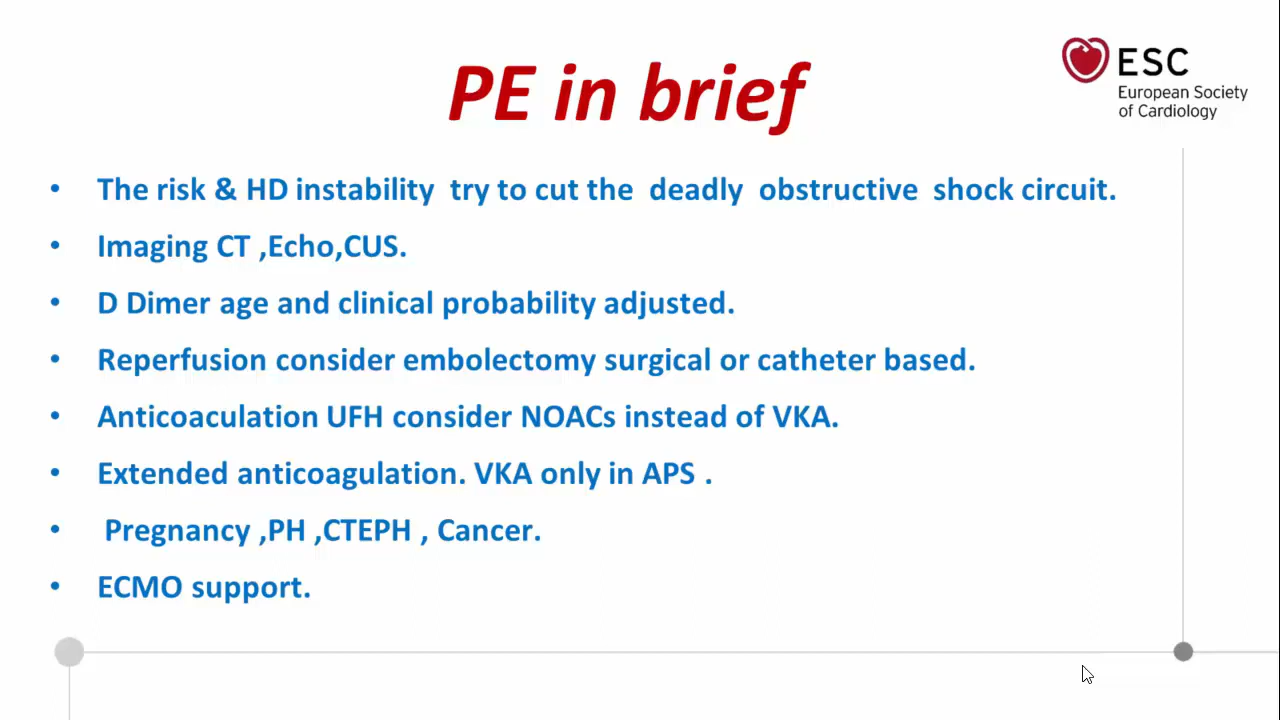 PE in brief
ESC
European Society
of Cardiology
• The risk & HD instability try to cut the deadly obstructive shock circuit.
• Imaging CT ,Echo,CUS.
• D Dimer age and clinical probability adjusted.
• Reperfusion consider embolectomy surgical or catheter based.
• Anticoaculation UFH consider NOACs instead of VKA.
• Extended anticoagulation. VKA only in APS .
• Pregnancy ,PH ,CTEPH , Cancer.
• ECMO support.